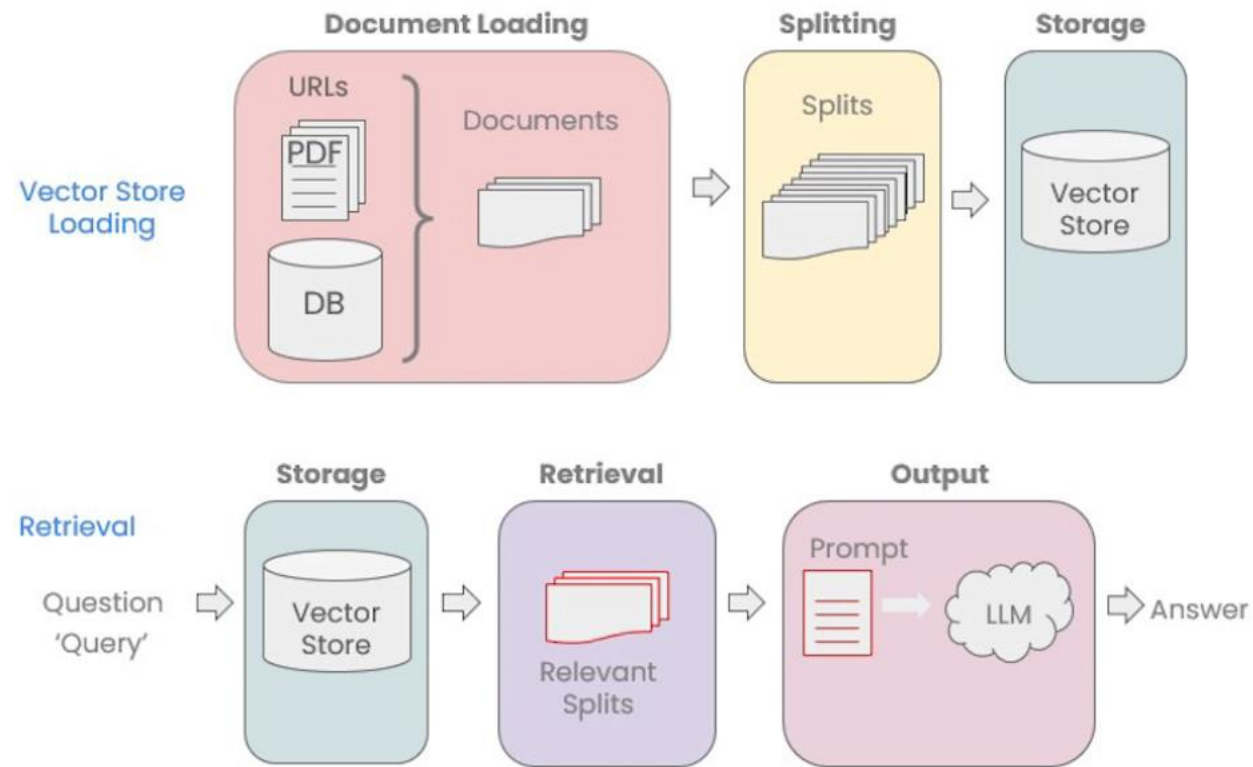 Document Loading
Splitting
Storage
URLs
PDF
DB
Documents
Splits
Vector
Store
Vector Store
Loading
Storage
Retrieval
Output
Retrieval
Question
‘Query’
Vector
Store
Relevant
Splits
Prompt
LLM
Answer